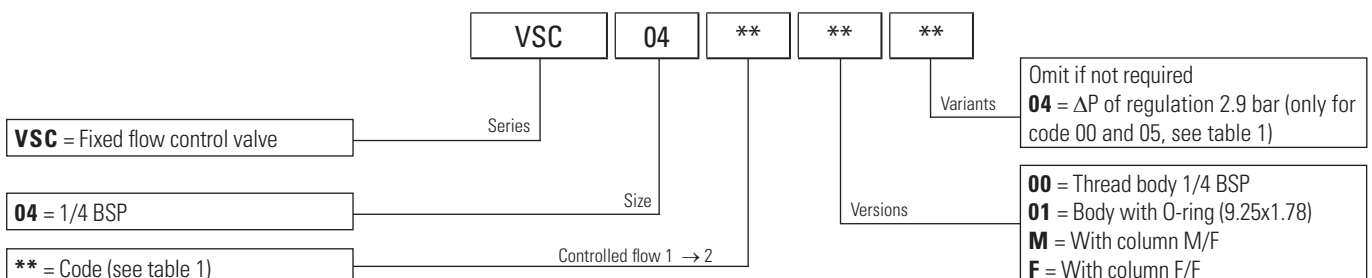 VSC 04 ** ** **
Omit if not required
04 = ΔP of regulation 2.9 bar (only for
code 00 and 05, see table 1)
Variants
Series
VSC = Fixed flow control valve
00 = Thread body 1/4 BSP
01 = Body with O-ring (9.25x1.78)
M = With column M/F
F = With column F/F
Versions
Size
04 = 1/4 BSP
Controlled flow 1 → 2
** = Code (see table 1)